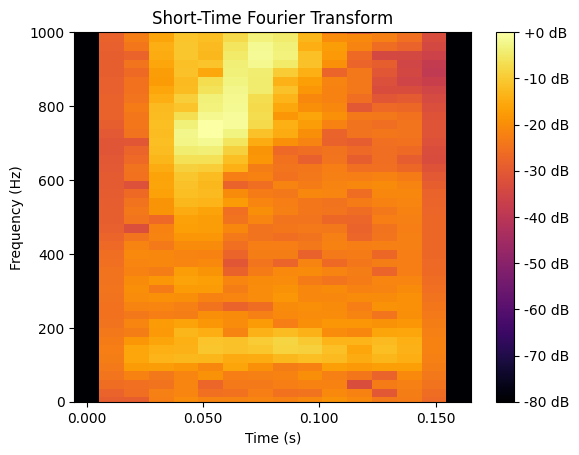 Short-Time Fourier Transform
1000
800
600
400
200
0
Frequency (Hz)
0.000
0.050
0.100
0.150
Time (s)
+0 dB
-10 dB
-20 dB
-30 dB
-40 dB
-50 dB
-60 dB
-70 dB
-80 dB